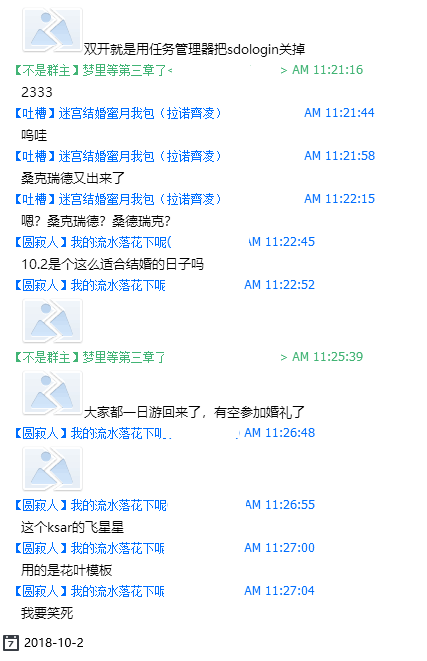 双开就是用任务管理器把sdologin关掉
【不是群主】梦里等第三章了< > AM 11:21:16
2333
【吐槽】迷宫结婚蜜月我包（拉诺齊凌） AM 11:21:44
呜哇
【吐槽】迷宫结婚蜜月我包（拉诺齊凌） AM 11:21:58
桑克瑞德又出来了
【吐槽】迷宫结婚蜜月我包（拉诺齊凌） AM 11:22:15
嗯？桑克瑞德？桑德瑞克？
【圆寂人】我的流水落花下呢( AM 11:22:45
10.2是个这么适合结婚的日子吗
【圆寂人】我的流水落花下呢 AM 11:22:52
【不是群主】梦里等第三章了 > AM 11:25:39
大家都一日游回来了，有空参加婚礼了
【圆寂人】我的流水落花下呢 AM 11:26:48
【圆寂人】我的流水落花下呢 AM 11:26:55
这个ksar的飞星星
【圆寂人】我的流水落花下呢 AM 11:27:00
用的是花叶模板
【圆寂人】我的流水落花下呢 AM 11:27:04
我要笑死
7 2018-10-2